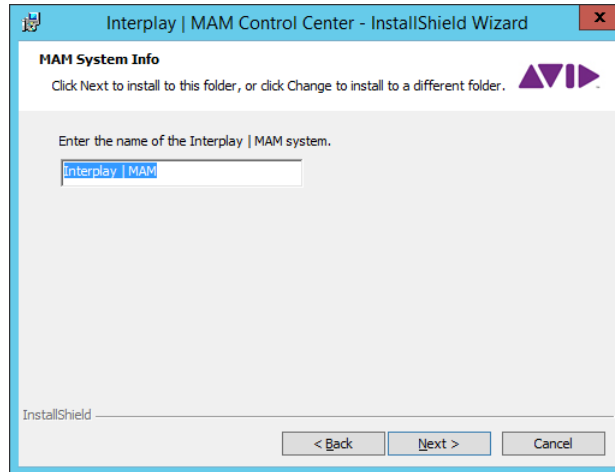 Interplay | MAM Control Center - InstallShield Wizard
x
MAM System Info
Click Next to install to this folder, or click Change to install to a different folder.
AVID
Enter the name of the Interplay | MAM system.
Interplay | MAM
InstallShield
< Back
Next >
Cancel